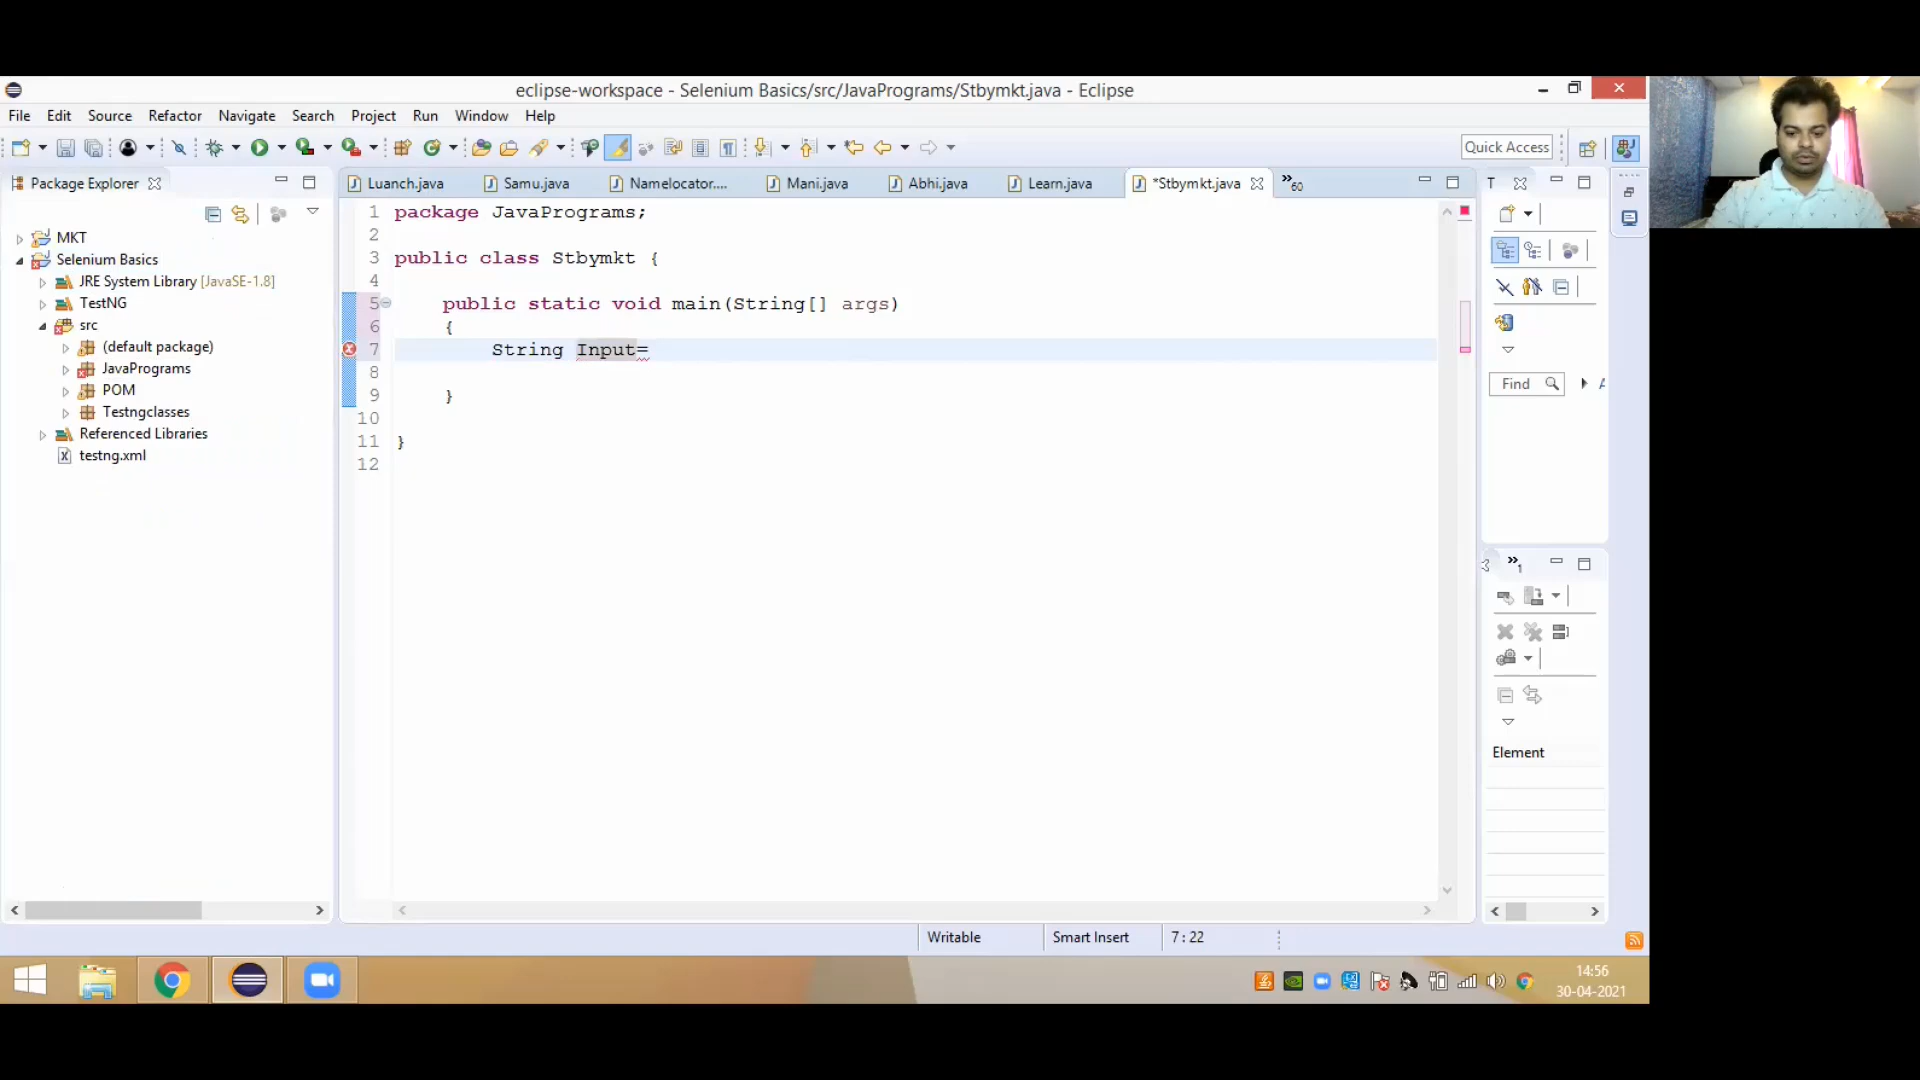 eclipse-workspace - Selenium Basics/src/JavaPrograms/Stbymkt.java - Eclipse
File Edit Source Refactor Navigate Search Project Run Window Help
Quick Access
Package Explorer
Luanch.java Samu.java Namelocator.... Mani.java Abhi.java Learn.java *Stbymkt.java »60 T
MKT
Selenium Basics
JRE System Library [JavaSE-1.8]
TestNG
src
(default package)
JavaPrograms
POM
Testngclasses
Referenced Libraries
testng.xml
1 package JavaPrograms;
2
3 public class Stbymkt {
4
5 public static void main(String[] args)
6 {
7 String Input=
8
9 }
10
11 }
12
Find A
»1
Element
Writable Smart Insert 7 : 22
14:56
30-04-2021